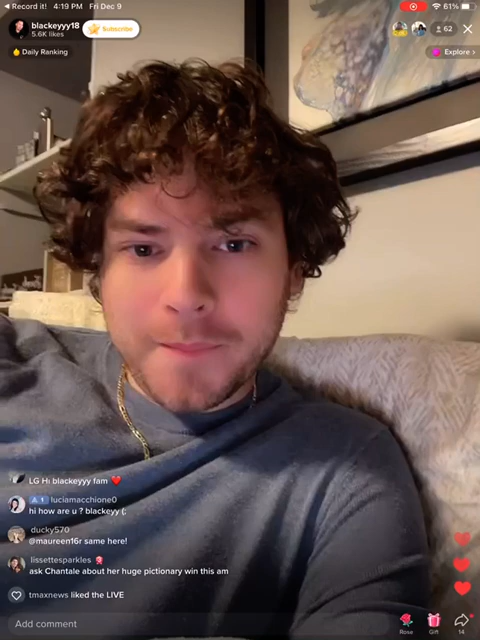 Record it! 4:19 PM Fri Dec 9 61%
blackeyyy18
5.6K likes
Subscribe
62
Daily Ranking
Explore
LG Hi blackeyyy fam
1 luciamacchione0
hi how are u ? blackeyy (:
ducky570
@maureen16r same here!
lissettesparkles
ask Chantale about her huge pictionary win this am
tmaxnews liked the LIVE
Add comment
Rose
Gift
14